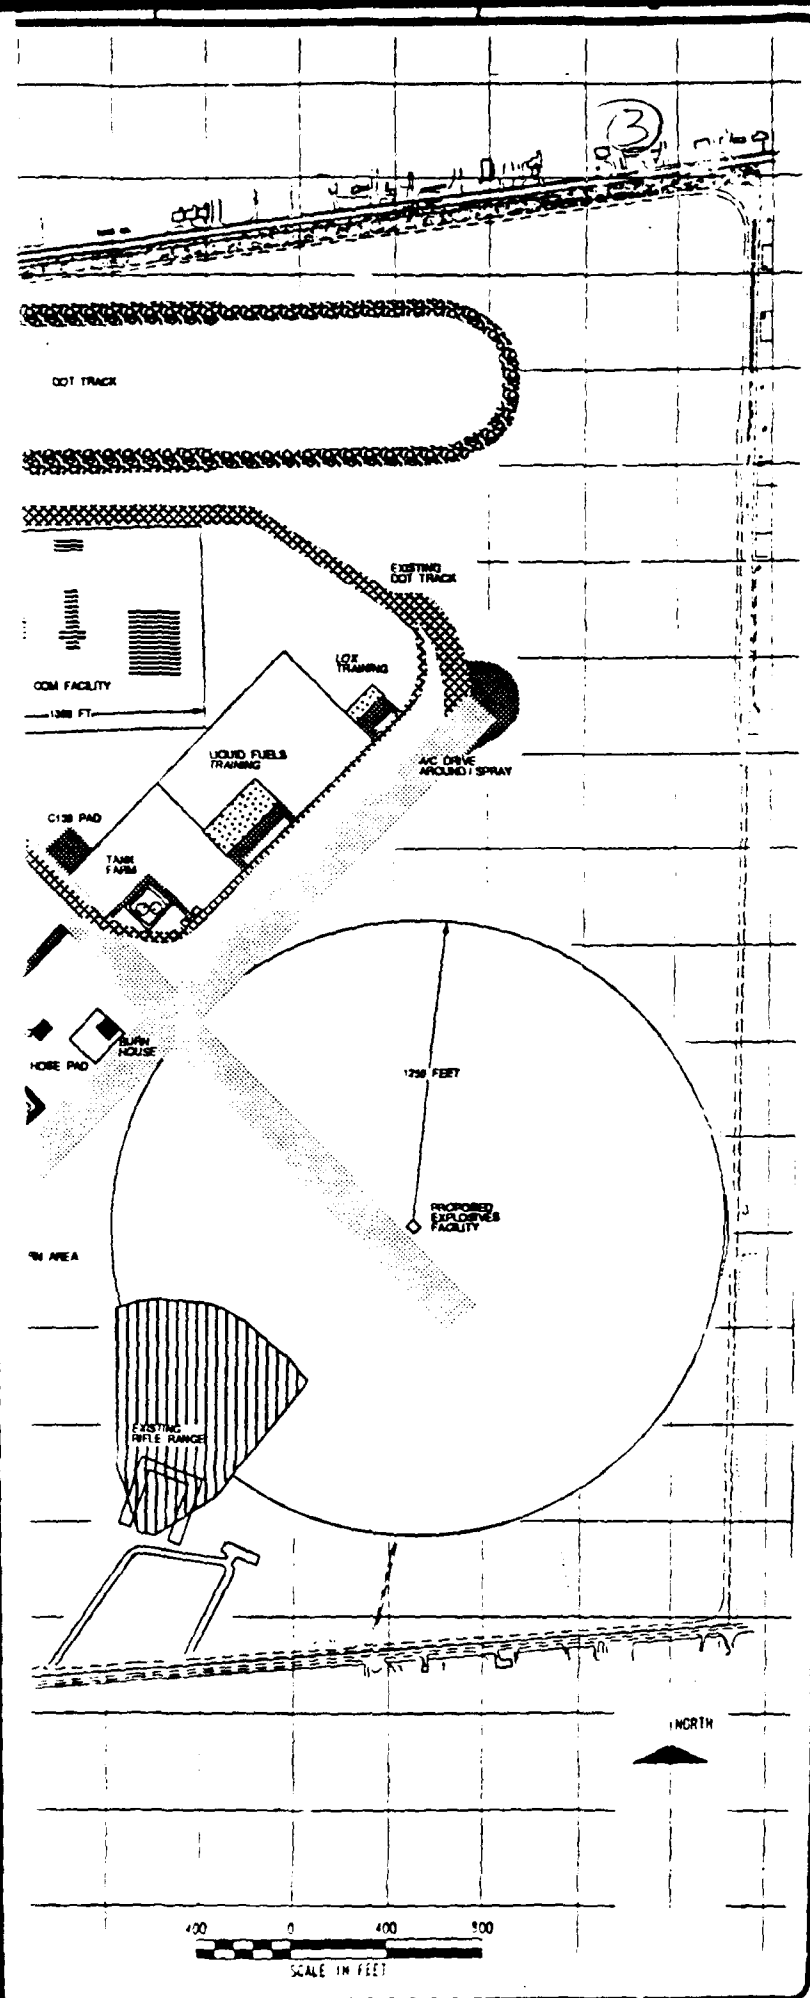 3
DOT TRACK
EXISTING
DOT TRACK
LOX
TRAINING
COM FACILITY
LIQUID FUELS
TRAINING
A/C DRIVE
AROUND / SPRAY
C130 PAD
TANK
FARM
BURN
HOUSE
HOSE PAD
1250 FEET
PROPOSED
EXPLOSIVES
FACILITY
RN AREA
EXISTING
RIFLE RANGE
NORTH
400 0 400 800
SCALE IN FEET